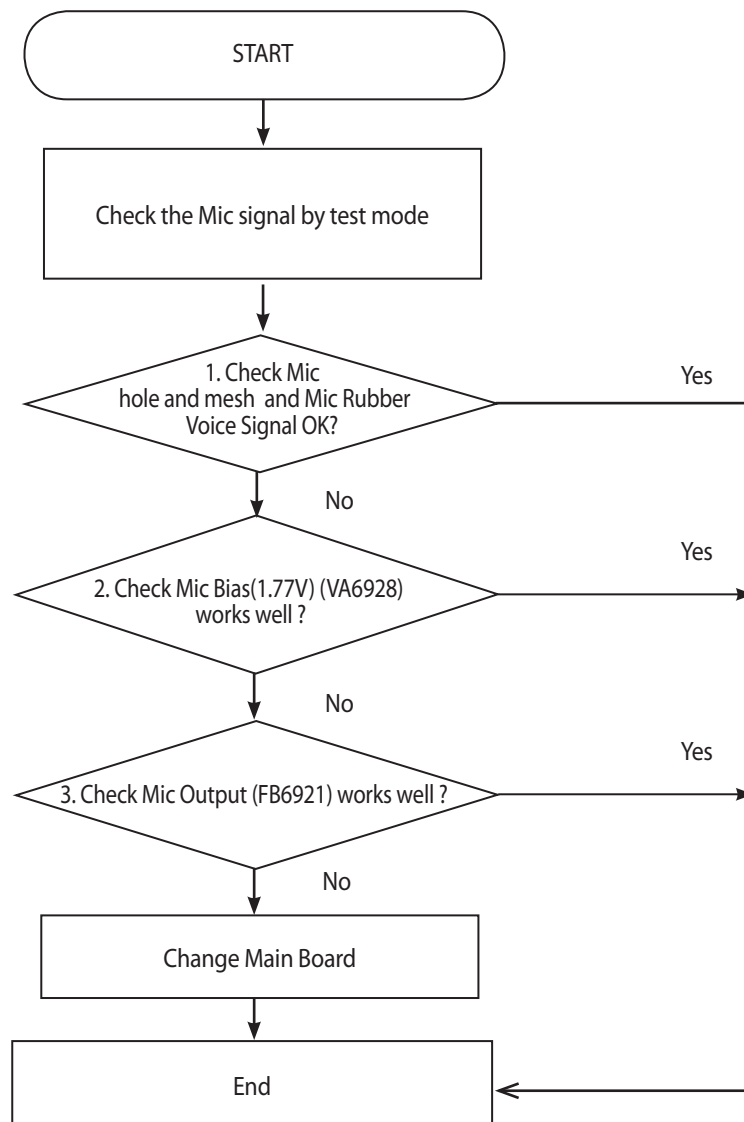 START
Check the Mic signal by test mode
1. Check Mic
hole and mesh and Mic Rubber
Voice Signal OK?
Yes
No
2. Check Mic Bias(1.77V) (VA6928)
works well ?
Yes
No
3. Check Mic Output (FB6921) works well ?
Yes
No
Change Main Board
End